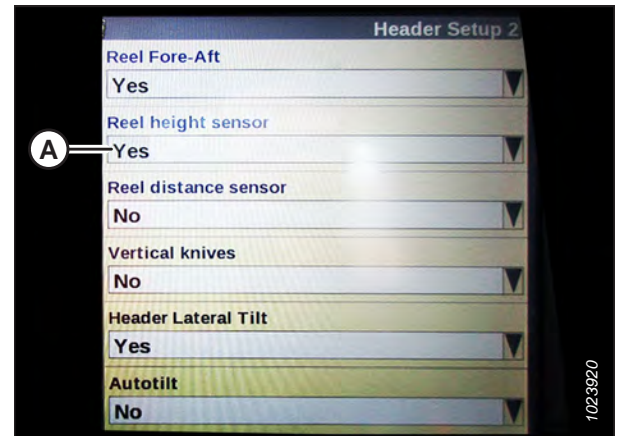 Header Setup 2
Reel Fore-Aft
Yes
Reel height sensor
A
Yes
Reel distance sensor
No
Vertical knives
No
Header Lateral Tilt
Yes
Autotilt
No
1023920